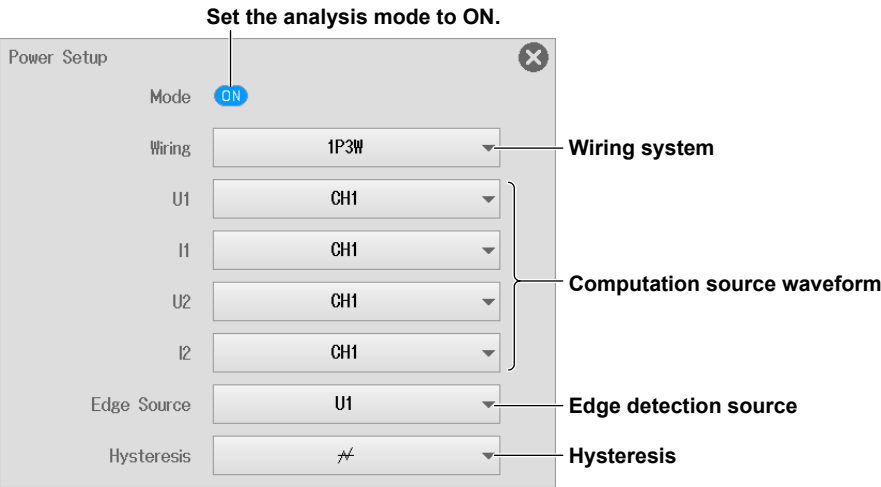 Set the analysis mode to ON.
Power Setup
Mode ON
Wiring 1P3W Wiring system
U1 CH1
I1 CH1
Computation source waveform
U2 CH1
I2 CH1
Edge Source U1 Edge detection source
Hysteresis Hysteresis